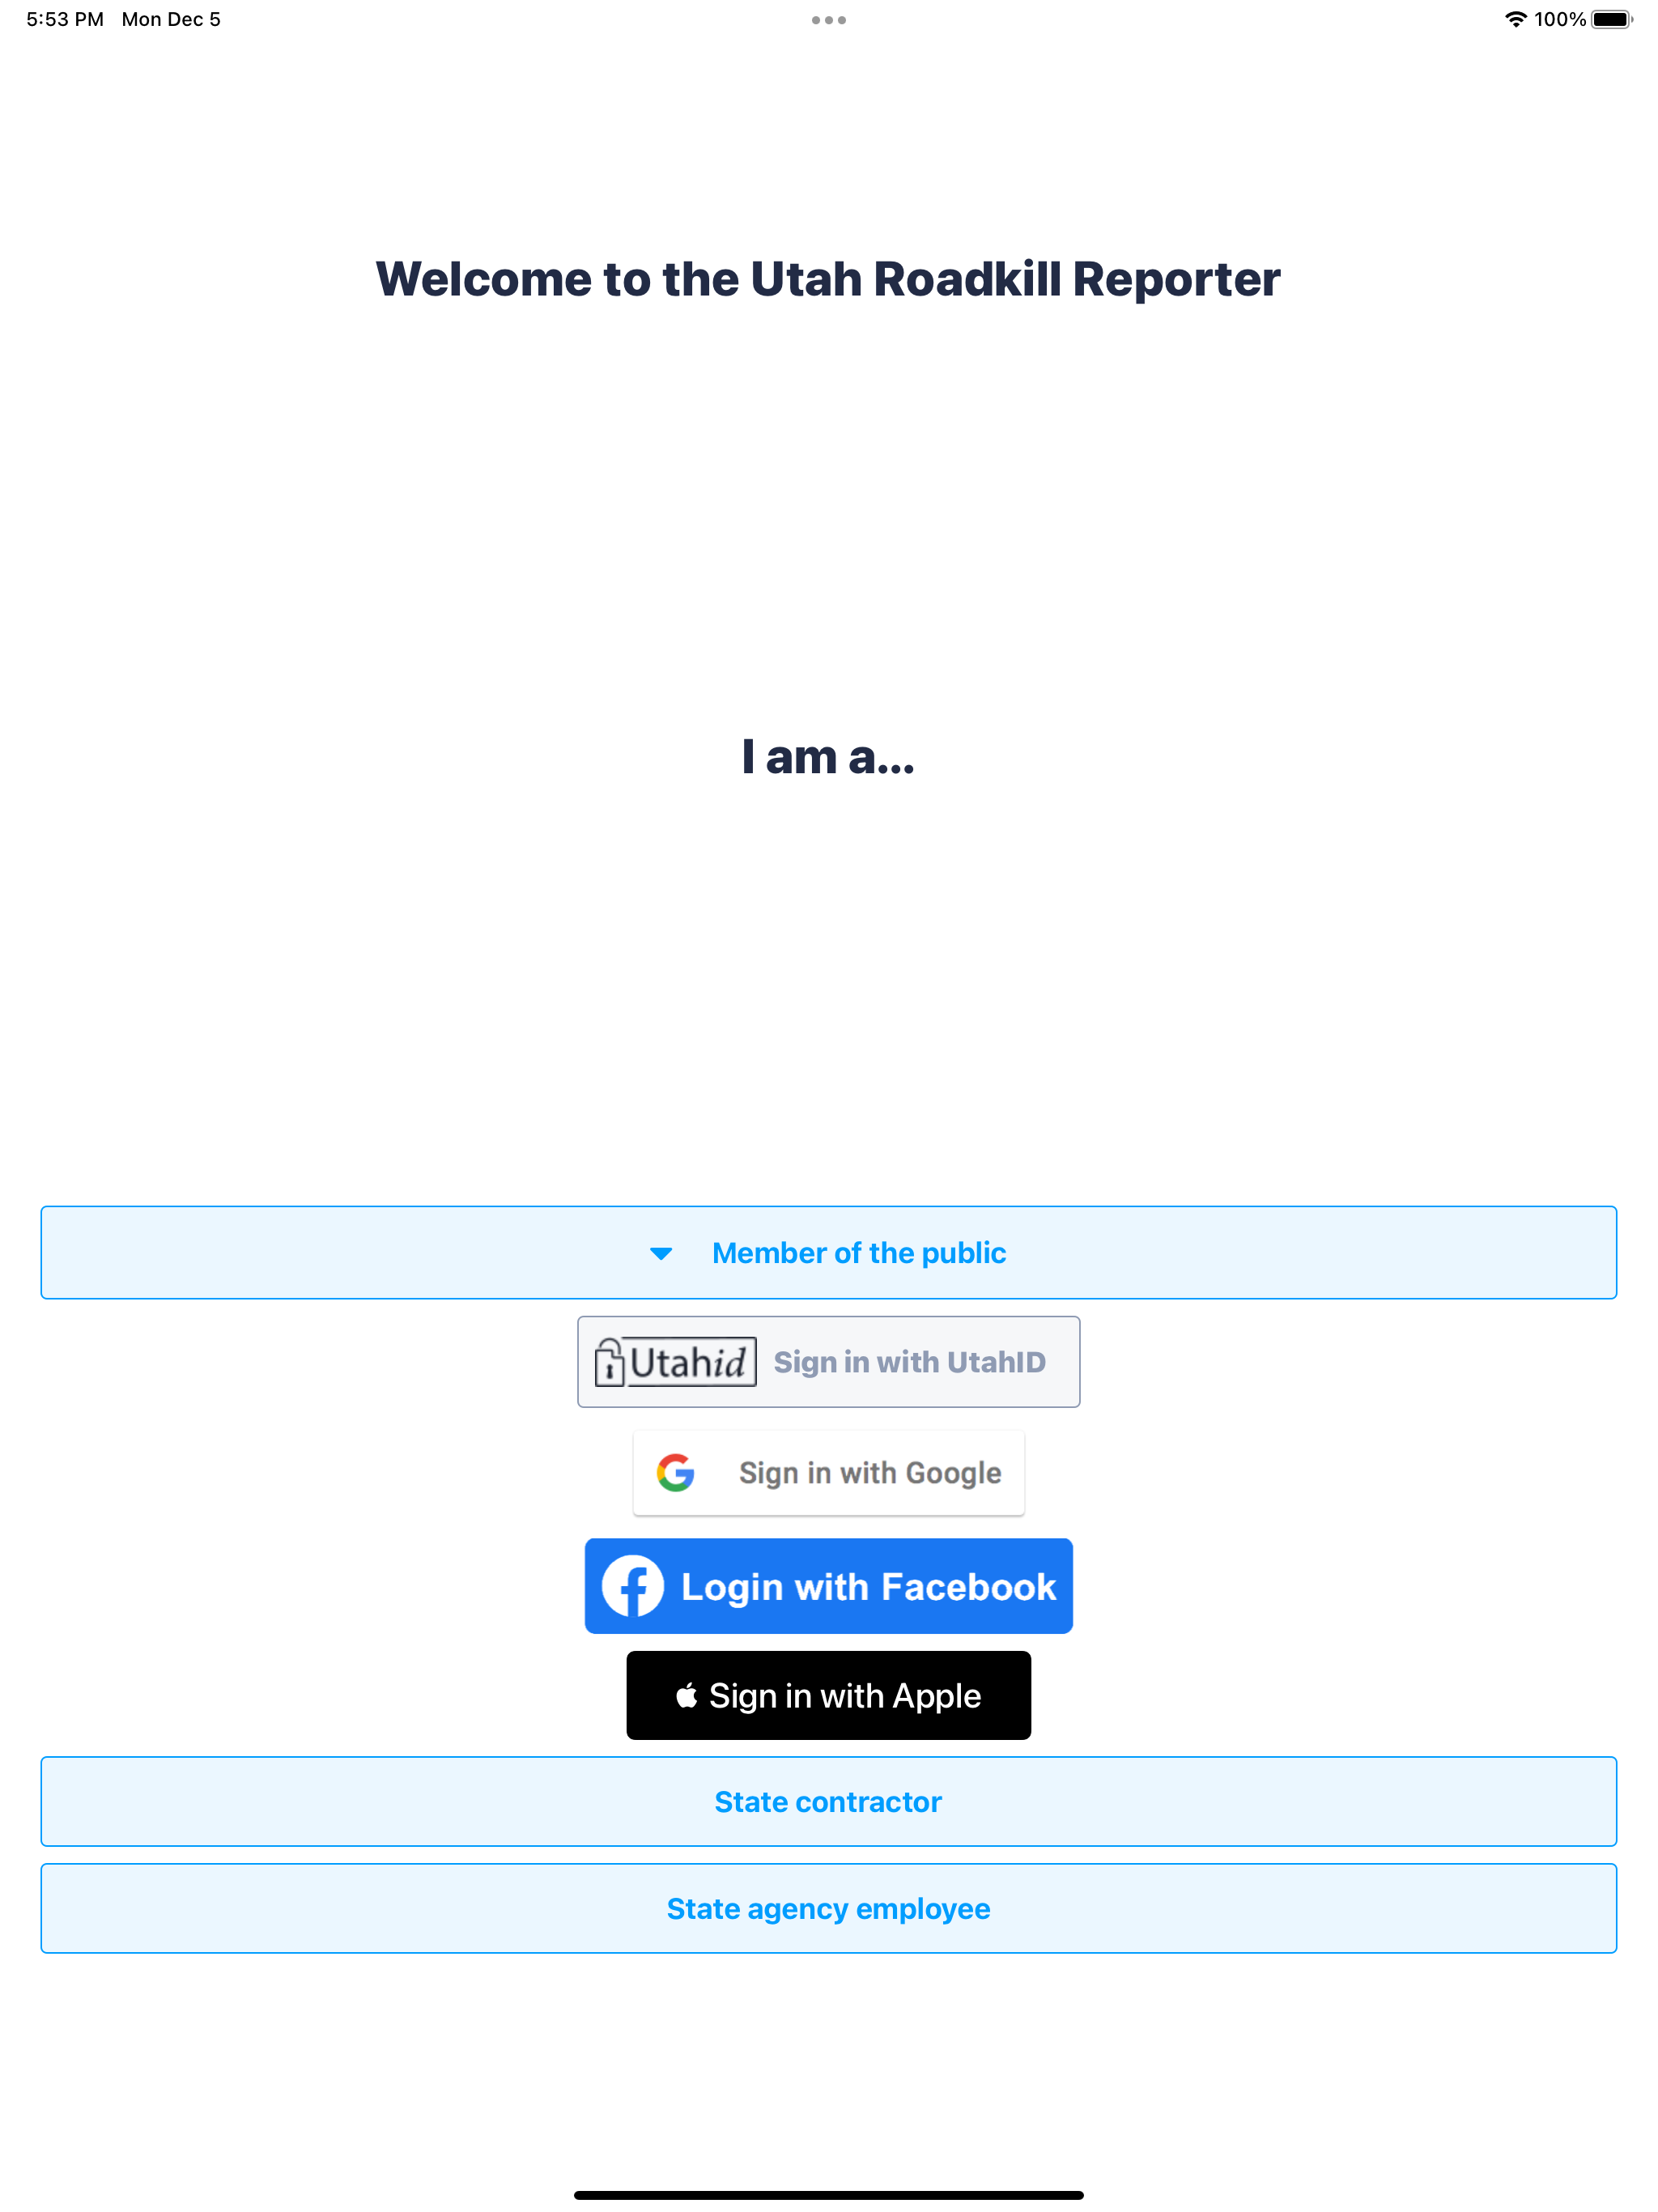 5:53 PM Mon Dec 5
100%
Welcome to the Utah Roadkill Reporter
I am a...
Member of the public
Utahid Sign in with UtahID
Sign in with Google
Login with Facebook
Sign in with Apple
State contractor
State agency employee